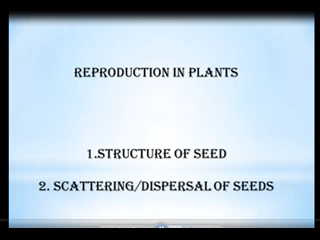 REPRODUCTION IN PLANTS
1.STRUCTURE OF SEED
2. SCATTERING/DISPERSAL OF SEEDS